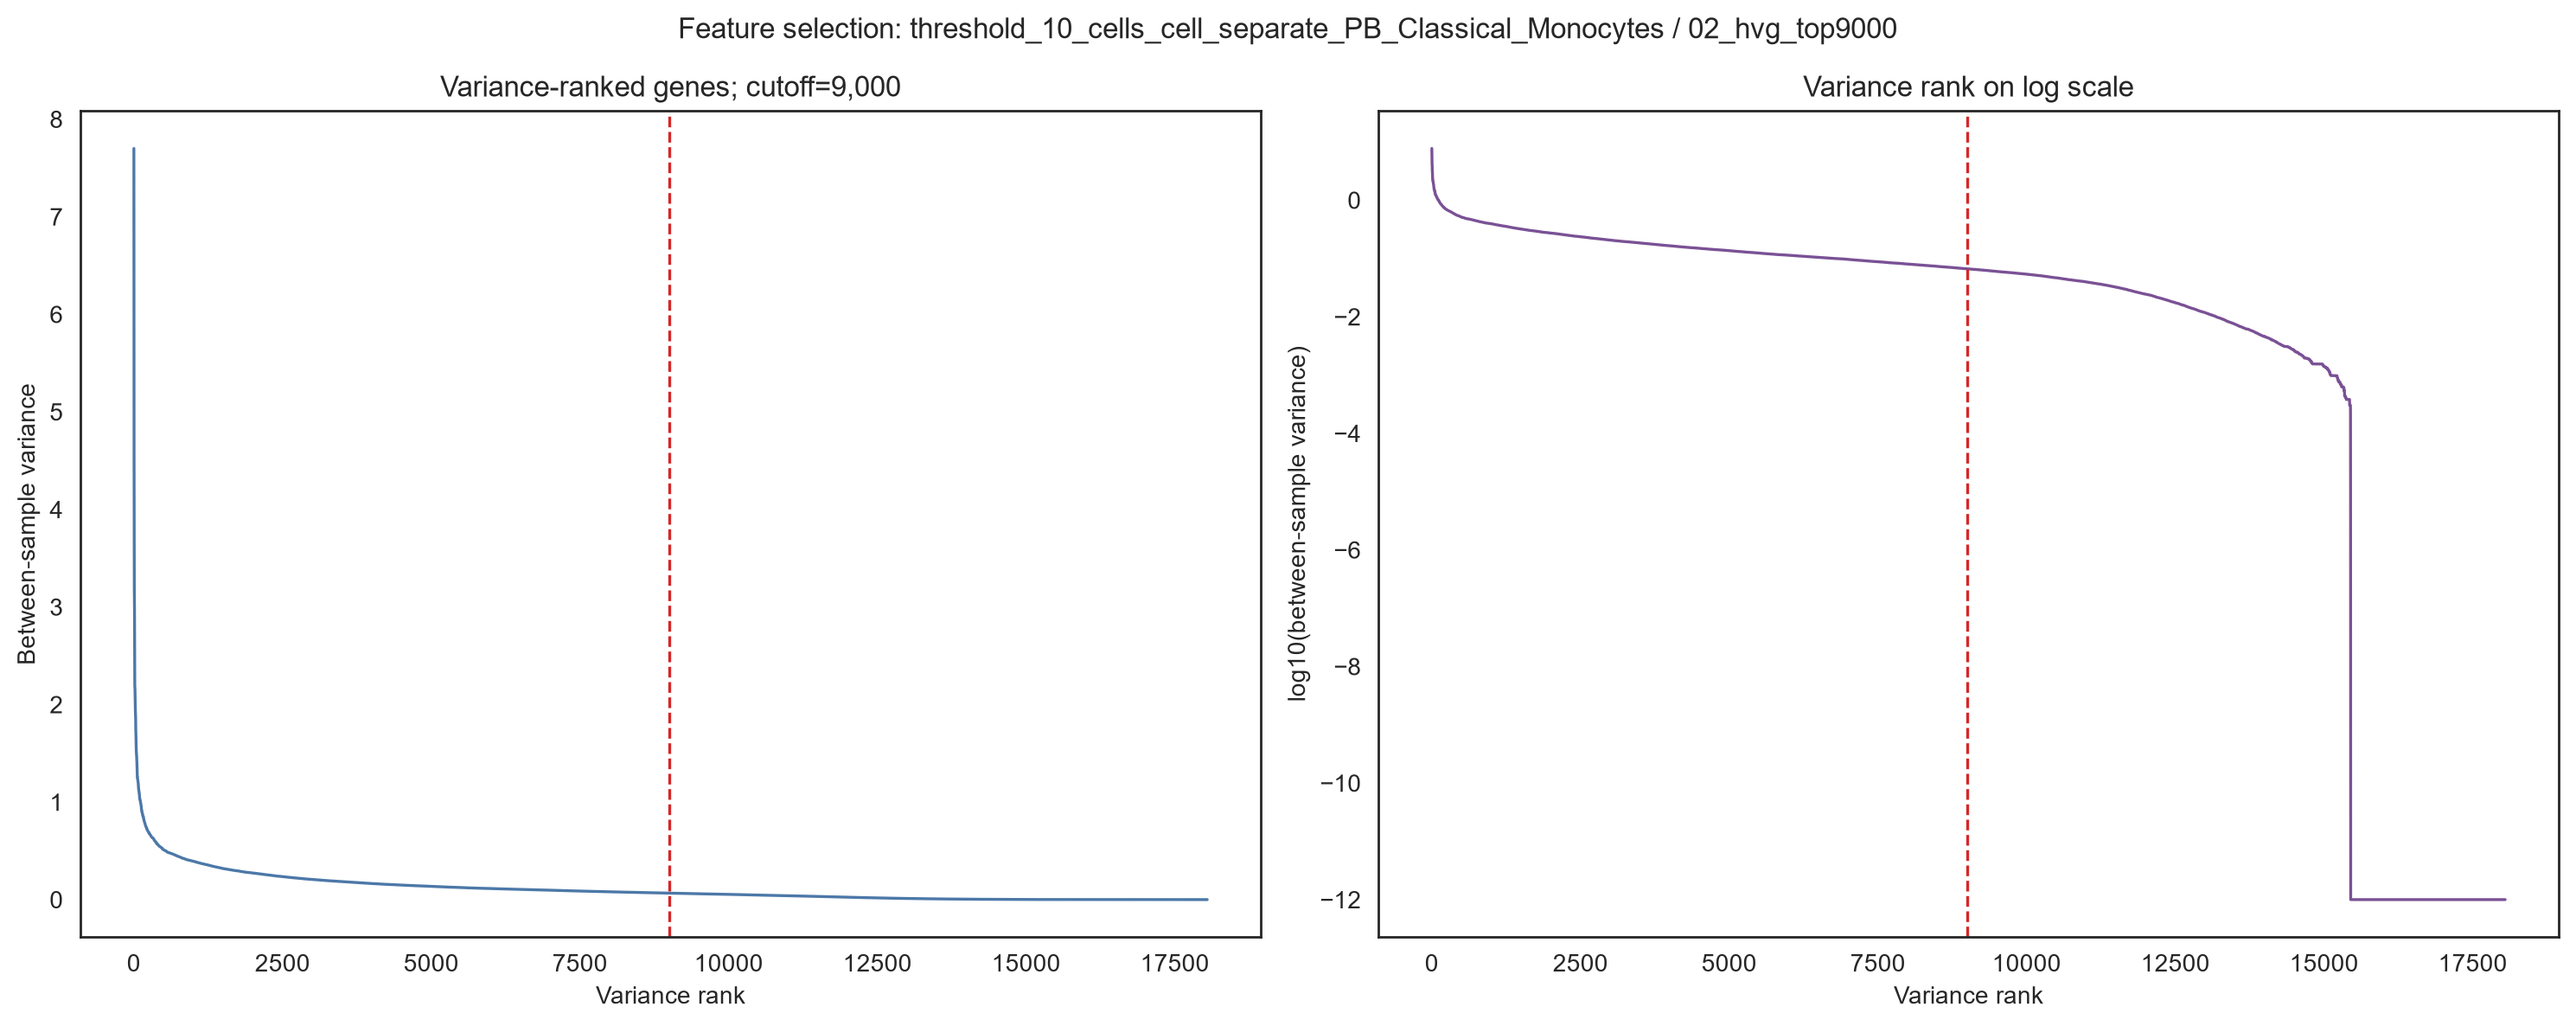 Feature selection: threshold_10_cells_cell_separate_PB_Classical_Monocytes / 02_hvg_top9000
Variance-ranked genes; cutoff=9,000
8
7
6
5
4
3
2
1
0
Between-sample variance
0 2500 5000 7500 10000 12500 15000 17500
Variance rank
Variance rank on log scale
0
−2
−4
−6
−8
−10
−12
log10(between-sample variance)
0 2500 5000 7500 10000 12500 15000 17500
Variance rank